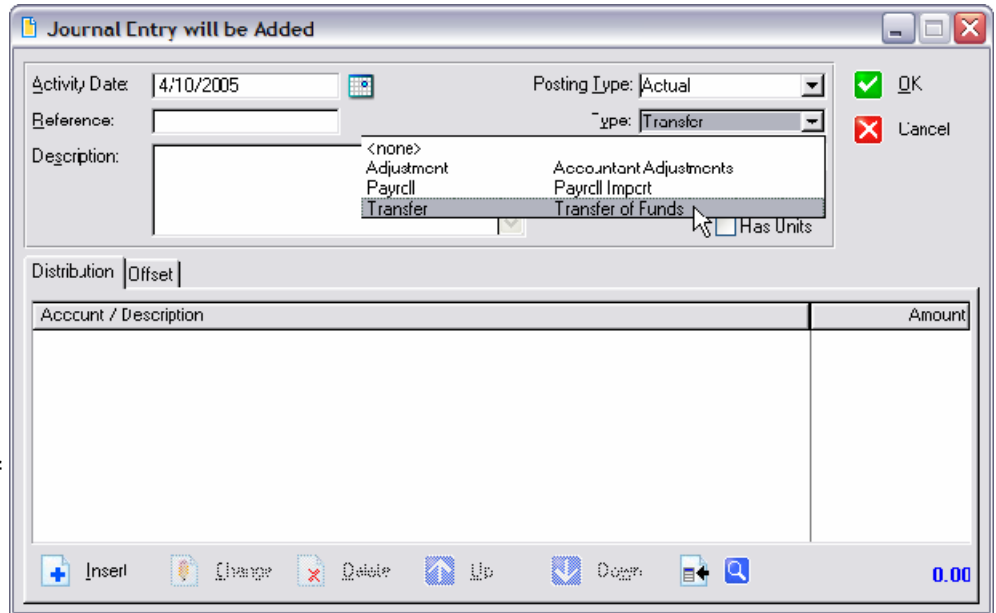 Journal Entry will be Added
Activity Date: 4/10/2005 Posting Type: Actual OK
Reference: Type: Transfer Cancel
Description: <none>
Adjustment Accountant Adjustments
Payroll Payroll Import
Transfer Transfer of Funds
Has Units
Distribution Offset
Account / Description Amount
Insert Change Delete Up Down 0.00